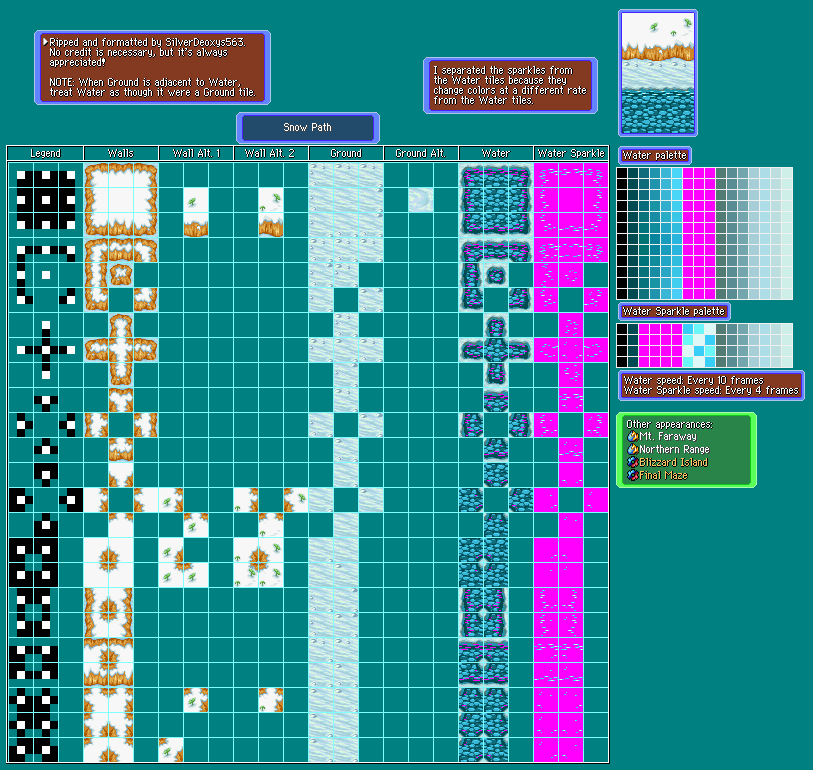 Ripped and formatted by SilverDeoxys563.
No credit is necessary, but it's always
appreciated!
NOTE: When Ground is adjacent to Water,
treat Water as though it were a Ground tile.
I separated the sparkles from
the Water tiles because they
change colors at a different rate
from the Water tiles.
Snow Path
Legend Walls Wall Alt. 1 Wall Alt. 2 Ground Ground Alt. Water Water Sparkle
Water palette
Water Sparkle palette
Water speed: Every 10 frames
Water Sparkle speed: Every 4 frames
Other appearances:
Mt. Faraway
Northern Range
Blizzard Island
Final Maze